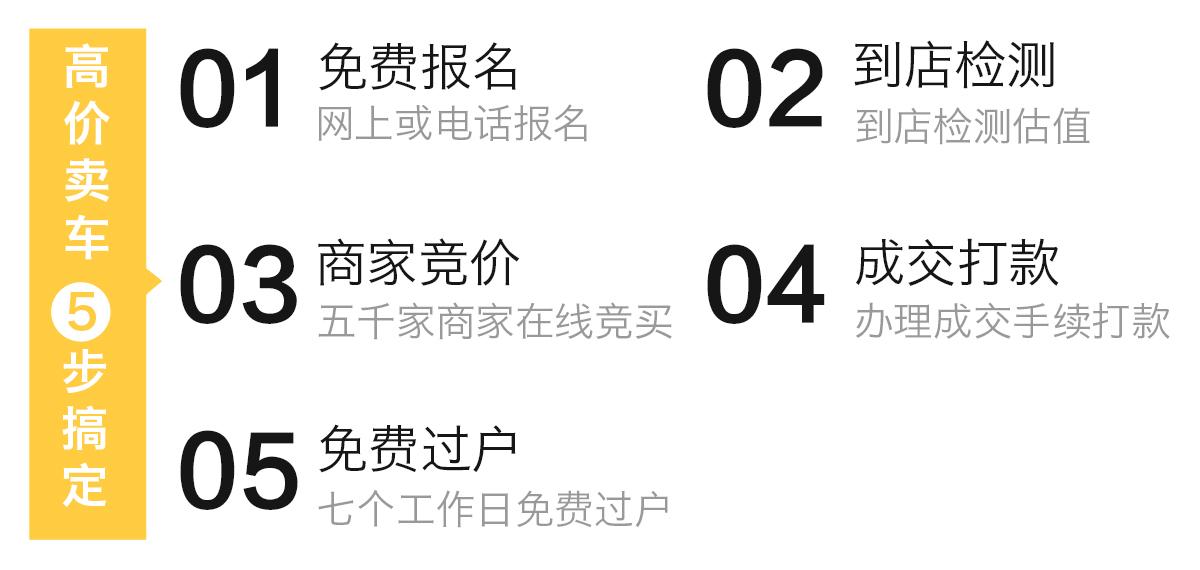 高价卖车5步搞定
01 免费报名
网上或电话报名
02 到店检测
到店检测估值
03 商家竞价
五千家商家在线竞买
04 成交打款
办理成交手续打款
05 免费过户
七个工作日免费过户